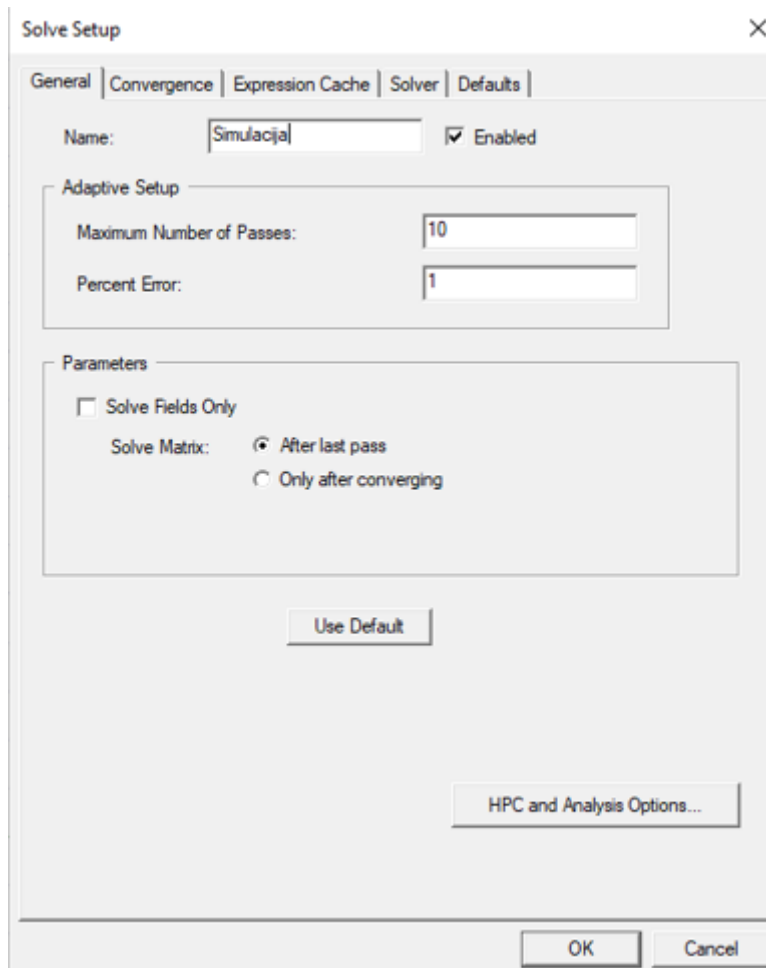 Solve Setup
General Convergence Expression Cache Solver Defaults
Name: Simulacija Enabled
Adaptive Setup
Maximum Number of Passes: 10
Percent Error: 1
Parameters
Solve Fields Only
Solve Matrix: After last pass
Only after converging
Use Default
HPC and Analysis Options...
OK Cancel